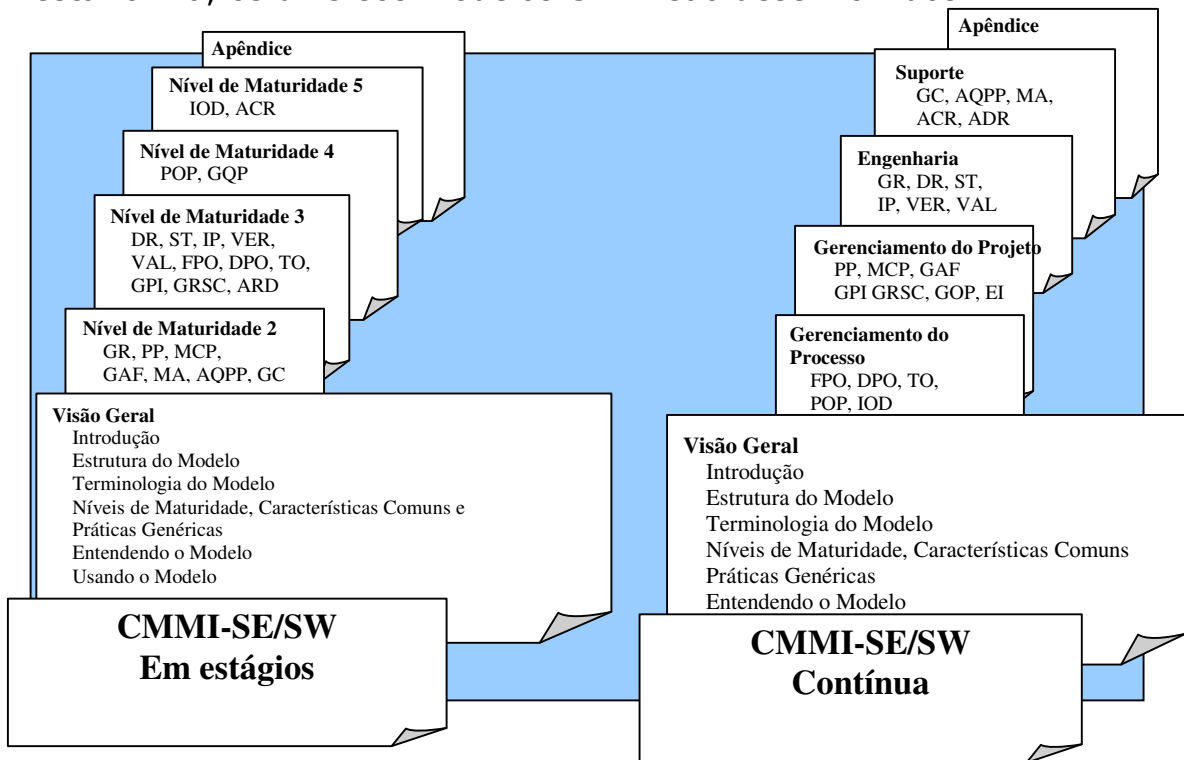 Apêndice
Nível de Maturidade 5
IOD, ACR
Nível de Maturidade 4
POP, GQP
Nível de Maturidade 3
DR, ST, IP, VER,
VAL, FPO, DPO, TO,
GPI, GRSC, ARD
Nível de Maturidade 2
GR, PP, MCP,
GAF, MA, AQPP, GC
Visão Geral
Introdução
Estrutura do Modelo
Terminologia do Modelo
Níveis de Maturidade, Características Comuns e
Práticas Genéricas
Entendendo o Modelo
Usando o Modelo
CMMI-SE/SW
Em estágios
Apêndice
Suporte
GC, AQPP, MA,
ACR, ADR
Engenharia
GR, DR, ST,
IP, VER, VAL
Gerenciamento do Projeto
PP, MCP, GAF
GPI GRSC, GOP, EI
Gerenciamento do
Processo
FPO, DPO, TO,
POP, IOD
Visão Geral
Introdução
Estrutura do Modelo
Terminologia do Modelo
Níveis de Maturidade, Características Comuns
Práticas Genéricas
Entendendo o Modelo
CMMI-SE/SW
Contínua